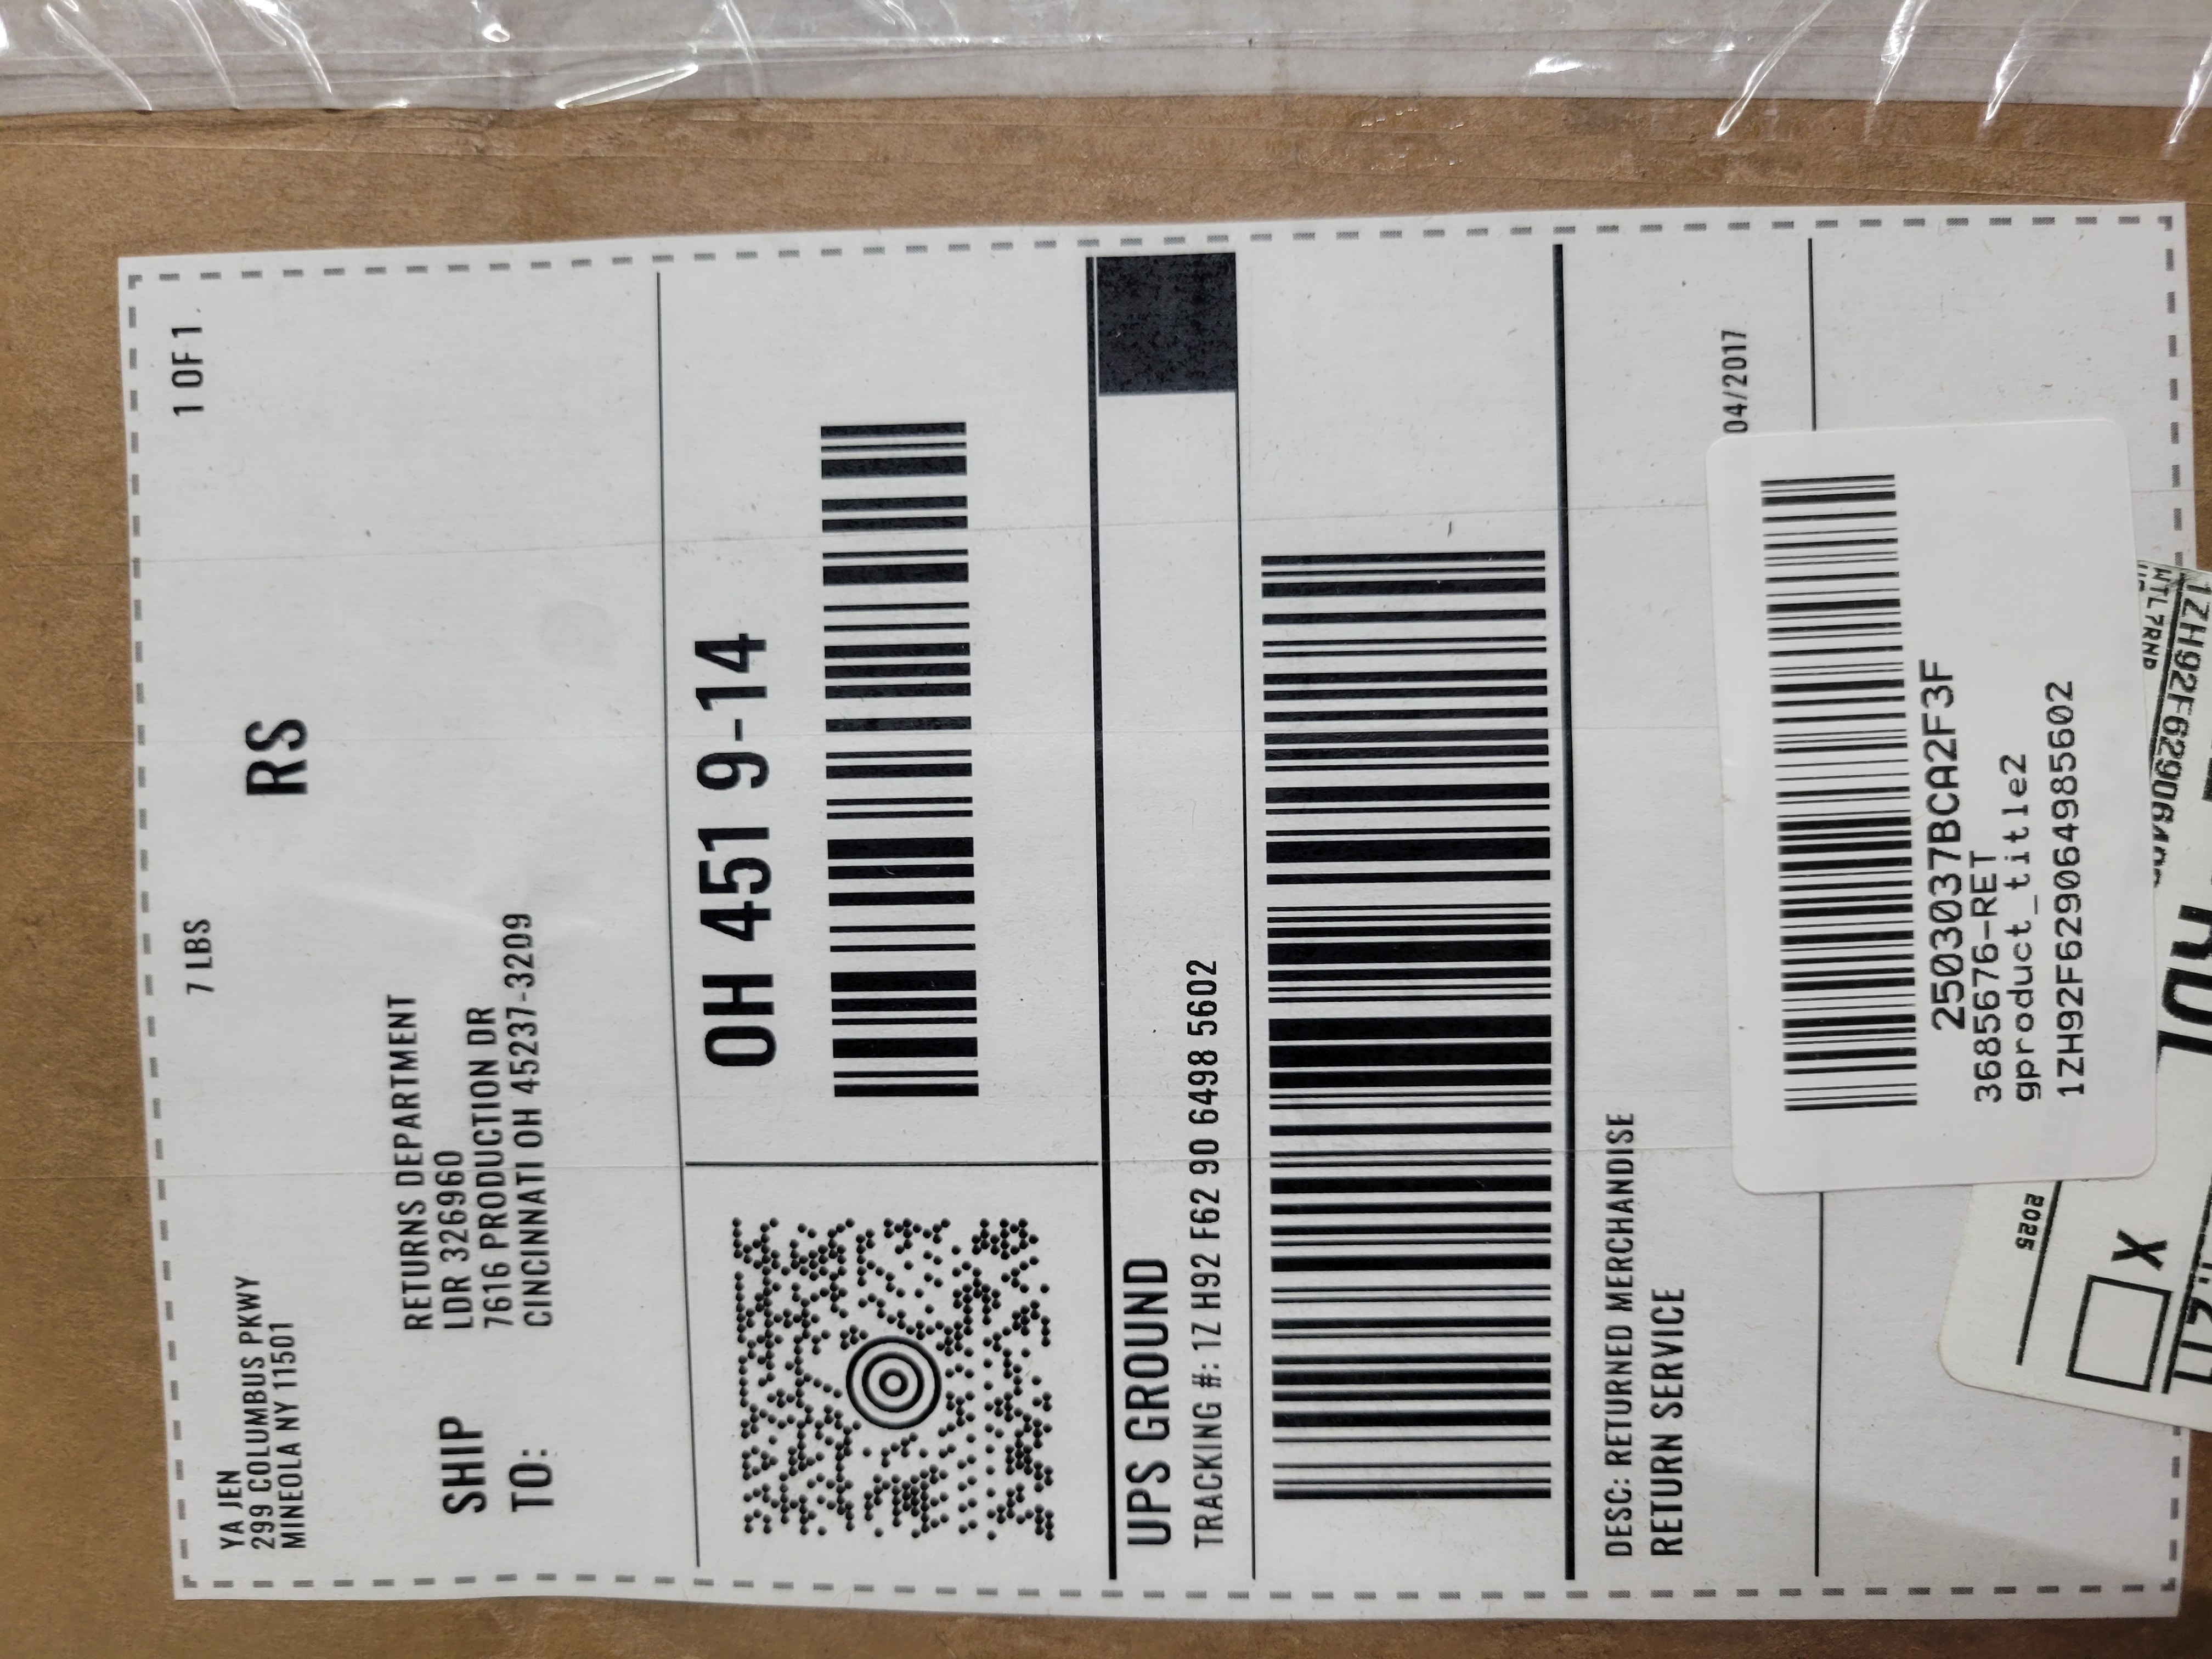 YA JEN
299 COLUMBUS PKWY
MINEOLA NY 11501
7 LBS
1 OF 1
RS
SHIP
TO:
RETURNS DEPARTMENT
LDR 326960
7616 PRODUCTION DR
CINCINNATI OH 45237-3209
OH 451 9-14
UPS GROUND
TRACKING #: 1Z H92 F62 90 6498 5602
DESC: RETURNED MERCHANDISE
RETURN SERVICE
04/2017
2503037BCA2F3F
3685676-RET
gproduct_title2
1ZH92F629064985602
2025
X